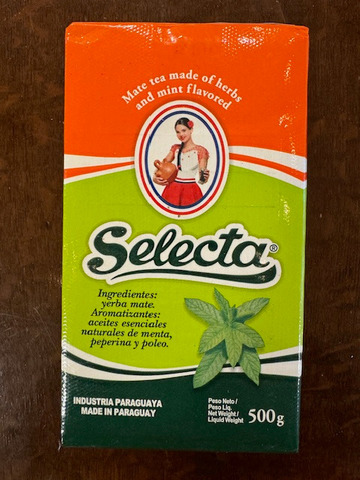 Mate tea made of herbs
and mint flavored
Selecta®
Ingredientes:
yerba mate.
Aromatizantes:
aceites esenciales
naturales de menta,
peperina y poleo.
INDUSTRIA PARAGUAYA
MADE IN PARAGUAY
Peso Neto /
Peso Líq.
Net Weight /
Liquid Weight
500g